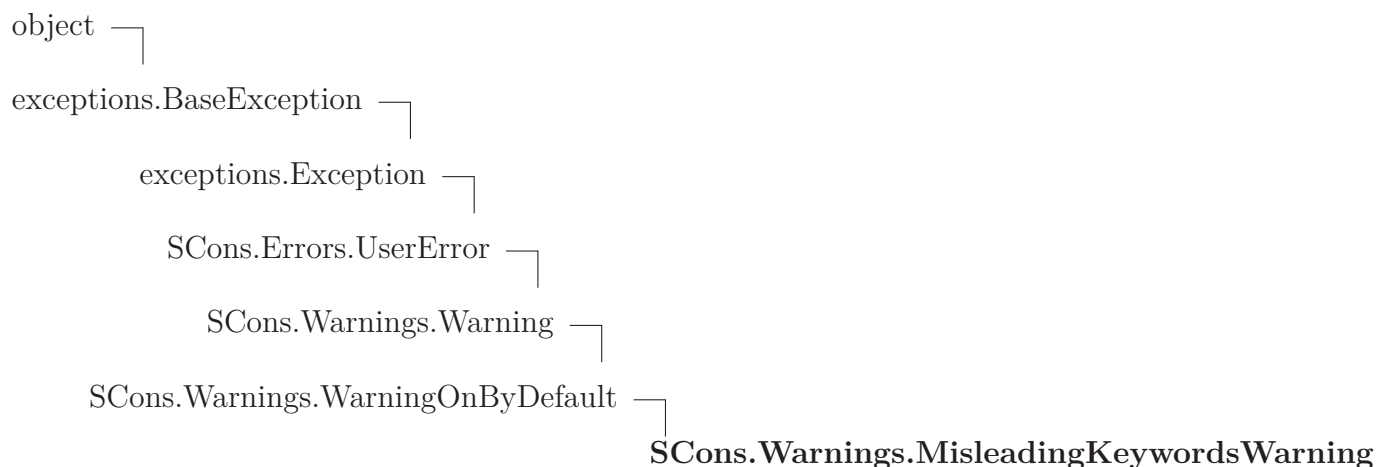 object
exceptions.BaseException
exceptions.Exception
SCons.Errors.UserError
SCons.Warnings.Warning
SCons.Warnings.WarningOnByDefault
SCons.Warnings.MisleadingKeywordsWarning